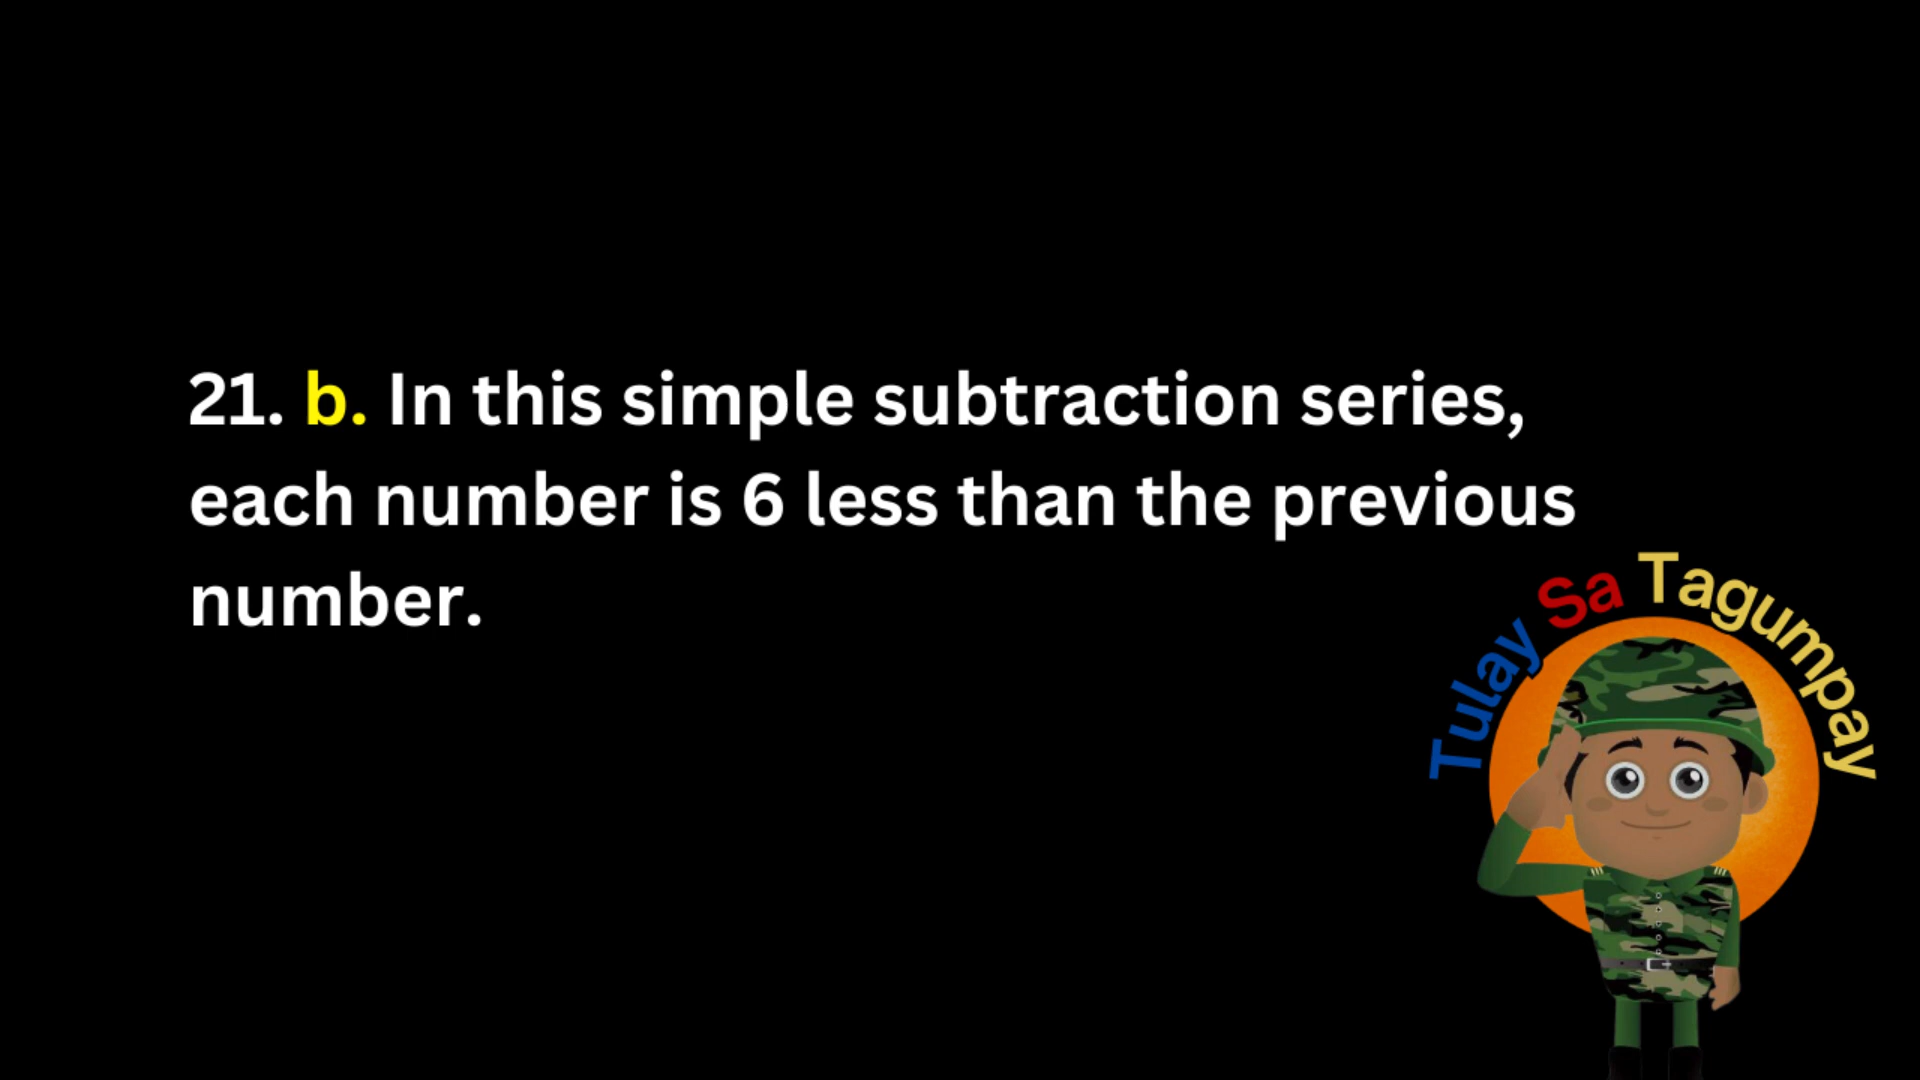 21. b. In this simple subtraction series,
each number is 6 less than the previous
number.
Tulay Sa Tagumpay